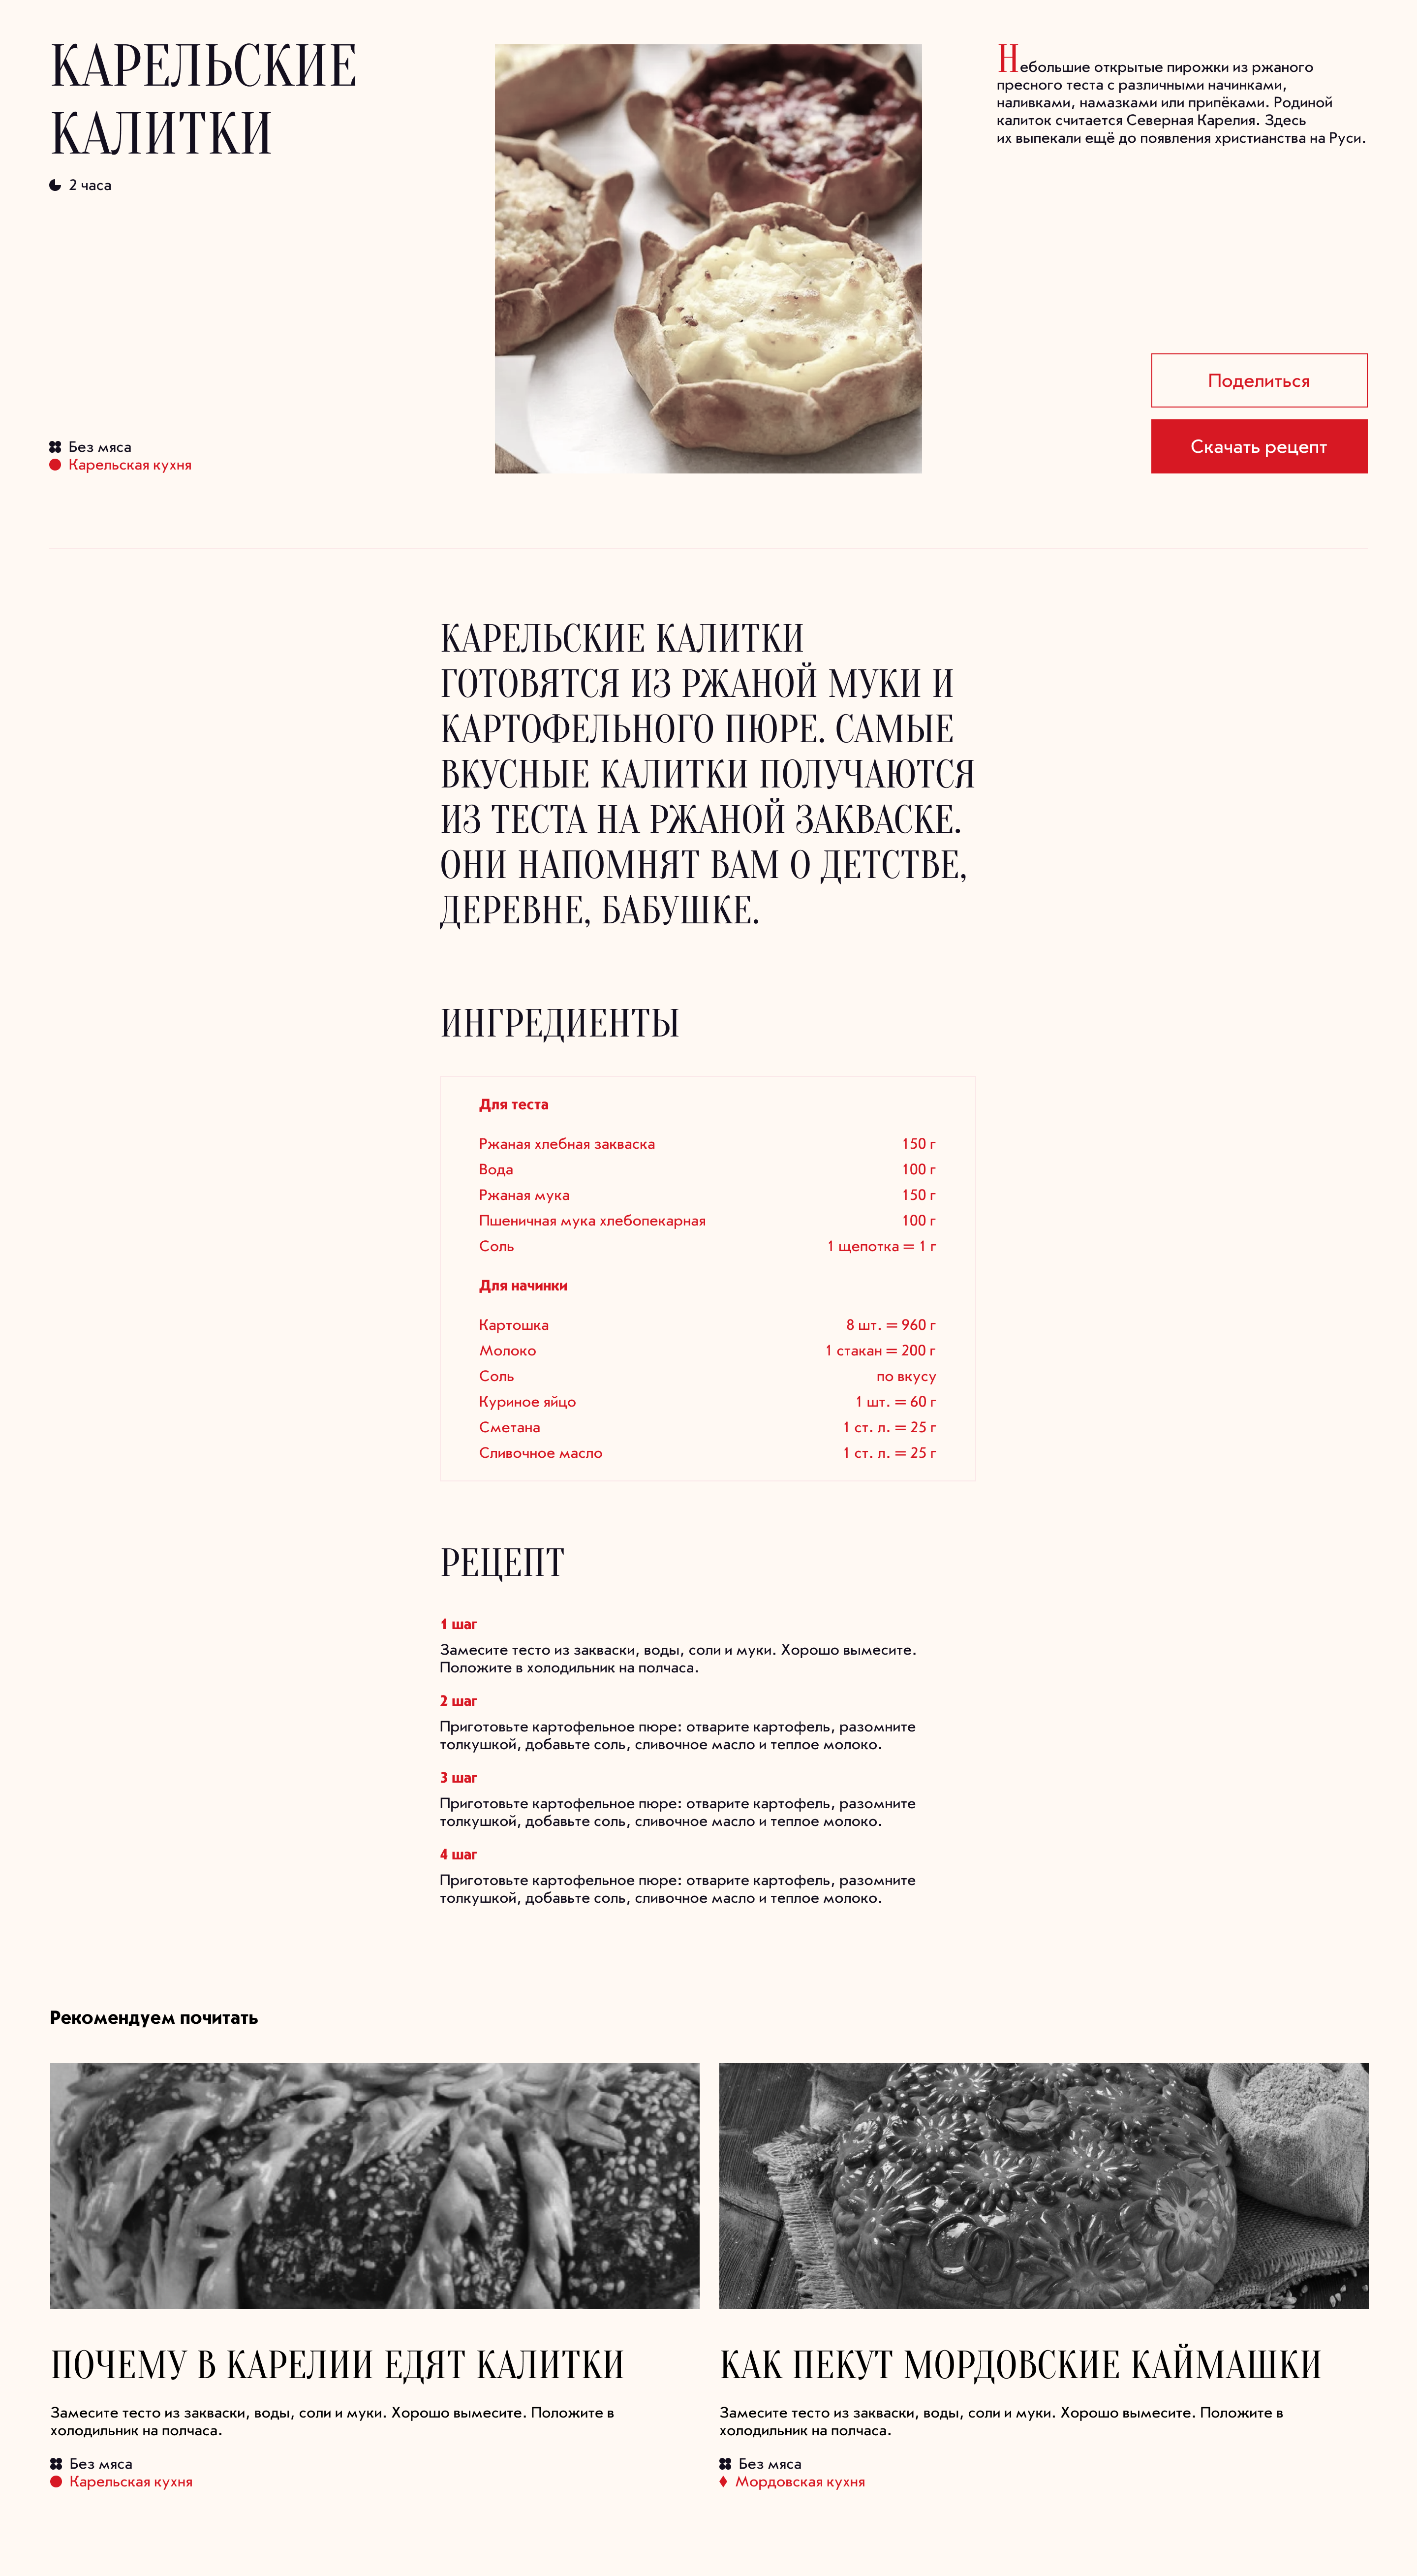 КАРЕЛЬСКИЕ
КАЛИТКИ
2 часа
Без мяса
Карельская кухня
Небольшие открытые пирожки из ржаного
пресного теста с различными начинками,
наливками, намазками или припёками. Родиной
калиток считается Северная Карелия. Здесь
их выпекали ещё до появления христианства на Руси.
Поделиться
Скачать рецепт
КАРЕЛЬСКИЕ КАЛИТКИ
ГОТОВЯТСЯ ИЗ РЖАНОЙ МУКИ И
КАРТОФЕЛЬНОГО ПЮРЕ. САМЫЕ
ВКУСНЫЕ КАЛИТКИ ПОЛУЧАЮТСЯ
ИЗ ТЕСТА НА РЖАНОЙ ЗАКВАСКЕ.
ОНИ НАПОМНЯТ ВАМ О ДЕТСТВЕ,
ДЕРЕВНЕ, БАБУШКЕ.
ИНГРЕДИЕНТЫ
Для теста
Ржаная хлебная закваска 150 г
Вода 100 г
Ржаная мука 150 г
Пшеничная мука хлебопекарная 100 г
Соль 1 щепотка = 1 г
Для начинки
Картошка 8 шт. = 960 г
Молоко 1 стакан = 200 г
Соль по вкусу
Куриное яйцо 1 шт. = 60 г
Сметана 1 ст. л. = 25 г
Сливочное масло 1 ст. л. = 25 г
РЕЦЕПТ
1 шаг
Замесите тесто из закваски, воды, соли и муки. Хорошо вымесите.
Положите в холодильник на полчаса.
2 шаг
Приготовьте картофельное пюре: отварите картофель, разомните
толкушкой, добавьте соль, сливочное масло и теплое молоко.
3 шаг
Приготовьте картофельное пюре: отварите картофель, разомните
толкушкой, добавьте соль, сливочное масло и теплое молоко.
4 шаг
Приготовьте картофельное пюре: отварите картофель, разомните
толкушкой, добавьте соль, сливочное масло и теплое молоко.
Рекомендуем почитать
ПОЧЕМУ В КАРЕЛИИ ЕДЯТ КАЛИТКИ
Замесите тесто из закваски, воды, соли и муки. Хорошо вымесите. Положите в
холодильник на полчаса.
Без мяса
Карельская кухня
КАК ПЕКУТ МОРДОВСКИЕ КАЙМАШКИ
Замесите тесто из закваски, воды, соли и муки. Хорошо вымесите. Положите в
холодильник на полчаса.
Без мяса
Мордовская кухня